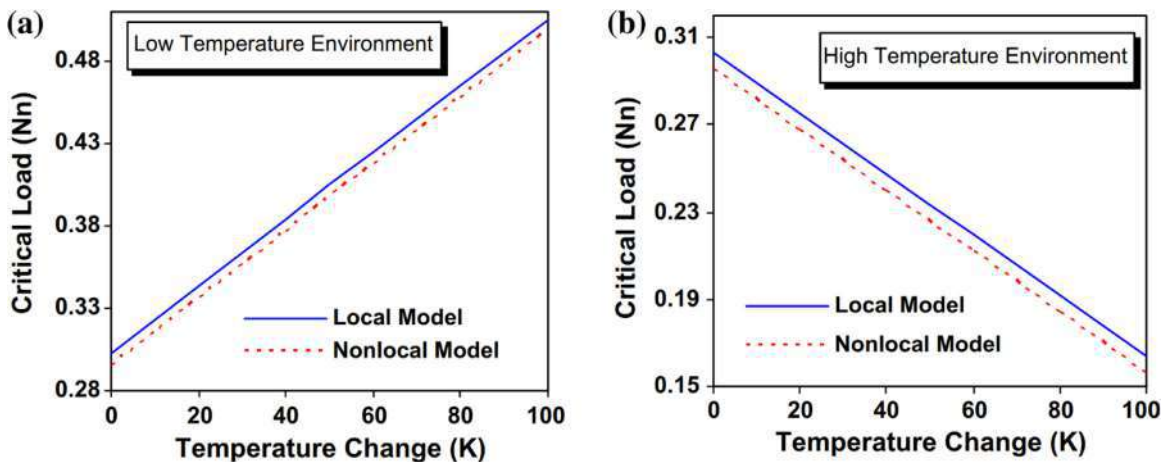 (a)
Low Temperature Environment
Critical Load (Nn)
0.48
0.43
0.38
0.33
0.28
Local Model
Nonlocal Model
0 20 40 60 80 100
Temperature Change (K)
(b)
High Temperature Environment
Critical Load (Nn)
0.31
0.27
0.23
0.19
0.15
Local Model
Nonlocal Model
0 20 40 60 80 100
Temperature Change (K)